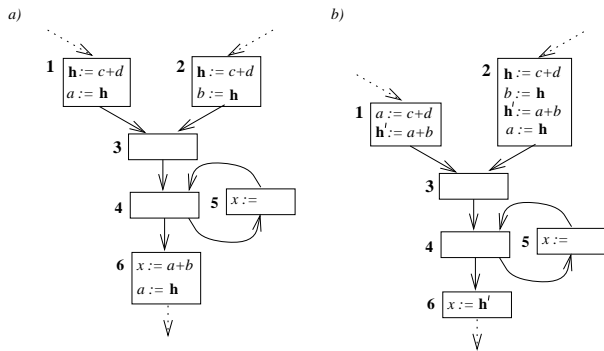 a)
1
h := c+d
a := h
2
h := c+d
b := h
3
4
5
x :=
6
x := a+b
a := h
b)
1
a := c+d
h' := a+b
2
h := c+d
b := h
h' := a+b
a := h
3
4
5
x :=
6
x := h'